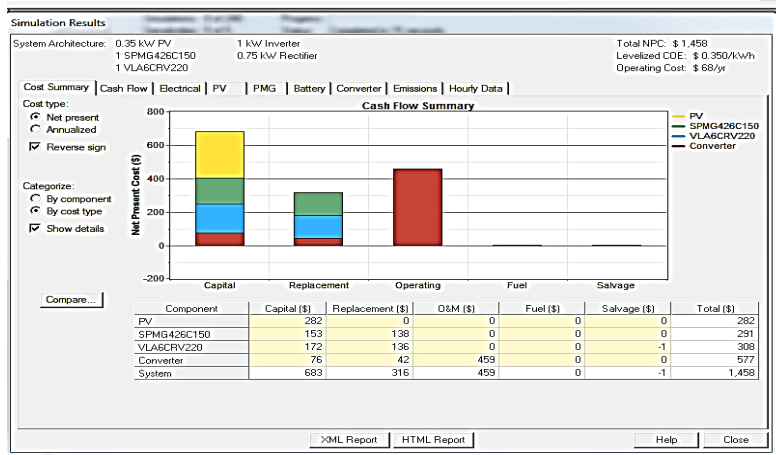 Simulation Results
System Architecture: 0.35 kW PV 1 kW Inverter Total NPC: $ 1,458
1 SPMG426C150 0.75 kW Rectifier Levelized COE: $ 0.350/kWh
1 VLA6CRV220 Operating Cost: $ 68/yr
Cost Summary Cash Flow Electrical PV PMG Battery Converter Emissions Hourly Data
Cost type:
Net present
Annualized
Reverse sign
Categorize:
By component
By cost type
Show details
Compare...
Cash Flow Summary
Net Present Cost ($)
800
600
400
200
0
-200
Capital Replacement Operating Fuel Salvage
PV
SPMG426C150
VLA6CRV220
Converter
Component Capital ($) Replacement ($) O&M ($) Fuel ($) Salvage ($) Total ($)
PV 282 0 0 0 0 282
SPMG426C150 153 138 0 0 0 291
VLA6CRV220 172 136 0 0 -1 308
Converter 76 42 459 0 0 577
System 683 316 459 0 -1 1,458
XML Report HTML Report Help Close